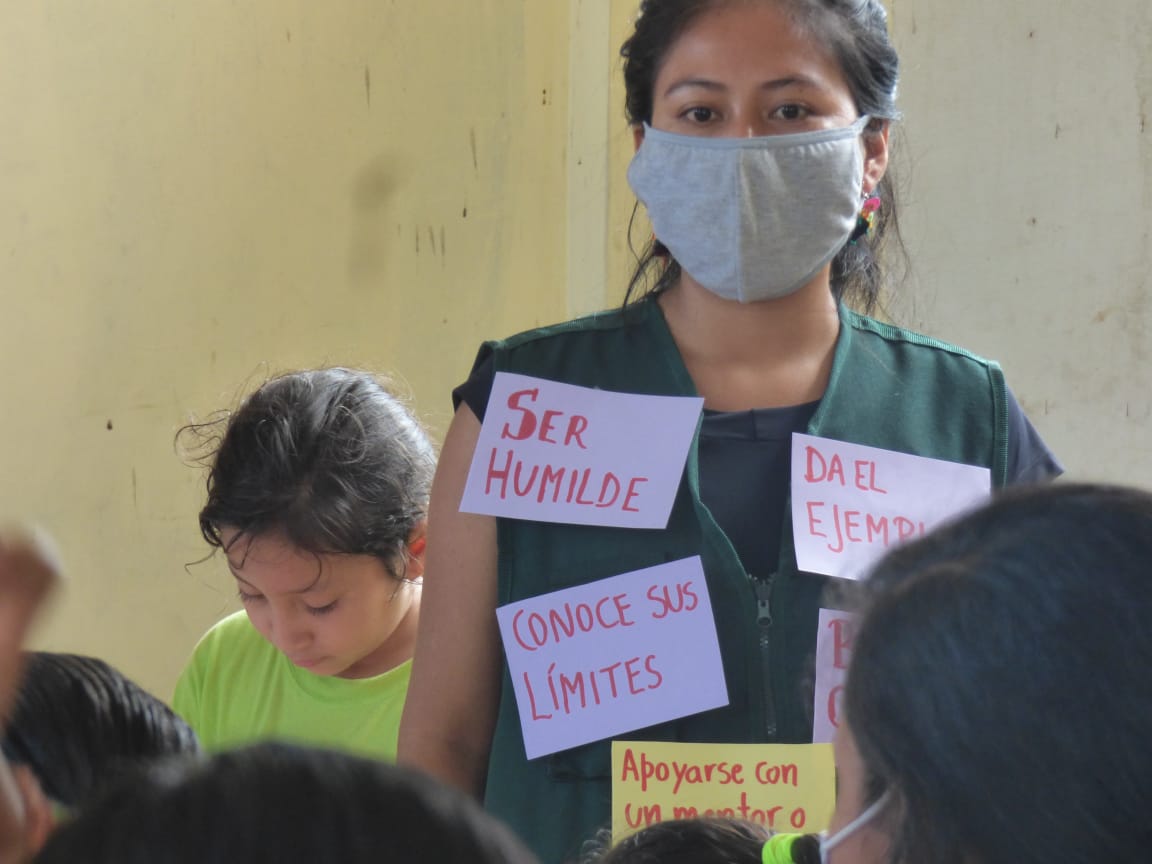 SER
HUMILDE
DA EL
CONOCE SUS
LÍMITES
Apoyarse con
un mentor o